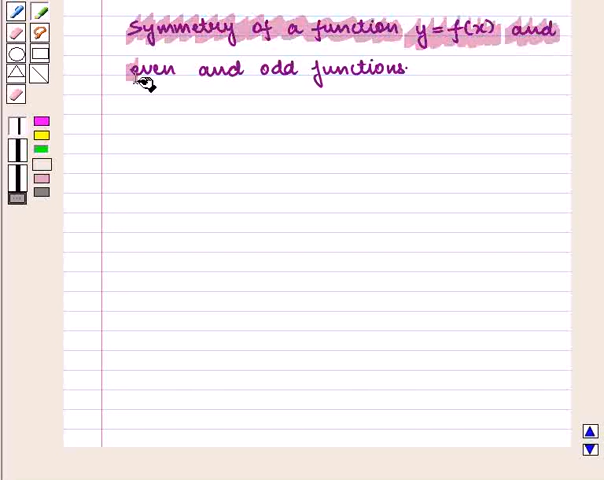 Symmetry of a function y = f(x) and
even and odd functions.